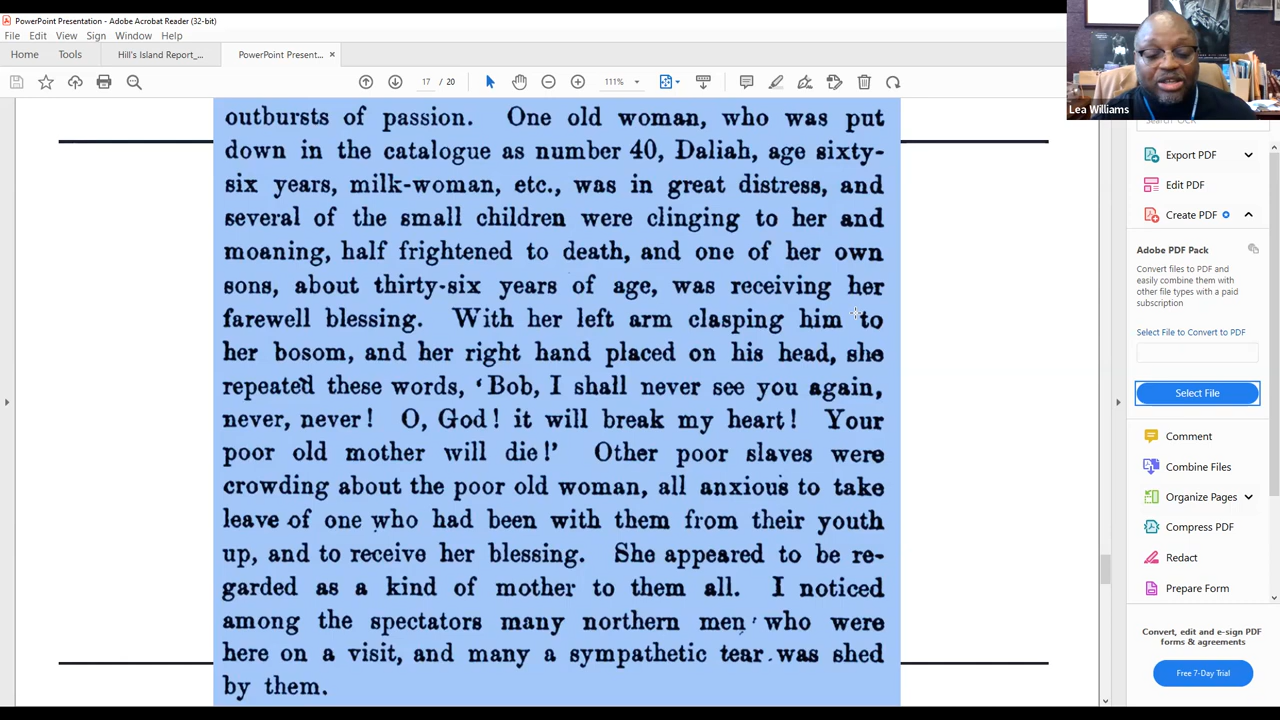 PowerPoint Presentation - Adobe Acrobat Reader (32-bit)
File Edit View Sign Window Help
Home Tools Hill's Island Report_... PowerPoint Present... ×
17 / 20 111%
Lea Williams
outbursts of passion. One old woman, who was put
down in the catalogue as number 40, Daliah, age sixty-
six years, milk-woman, etc., was in great distress, and
several of the small children were clinging to her and
moaning, half frightened to death, and one of her own
sons, about thirty-six years of age, was receiving her
farewell blessing. With her left arm clasping him to
her bosom, and her right hand placed on his head, she
repeated these words, 'Bob, I shall never see you again,
never, never! O, God! it will break my heart! Your
poor old mother will die!' Other poor slaves were
crowding about the poor old woman, all anxious to take
leave of one who had been with them from their youth
up, and to receive her blessing. She appeared to be re-
garded as a kind of mother to them all. I noticed
among the spectators many northern men who were
here on a visit, and many a sympathetic tear was shed
by them.
Export PDF
Edit PDF
Create PDF
Adobe PDF Pack
Convert files to PDF and
easily combine them with
other file types with a paid
subscription
Select File to Convert to PDF
Select File
Comment
Combine Files
Organize Pages
Compress PDF
Redact
Prepare Form
Convert, edit and e-sign PDF
forms & agreements
Free 7-Day Trial